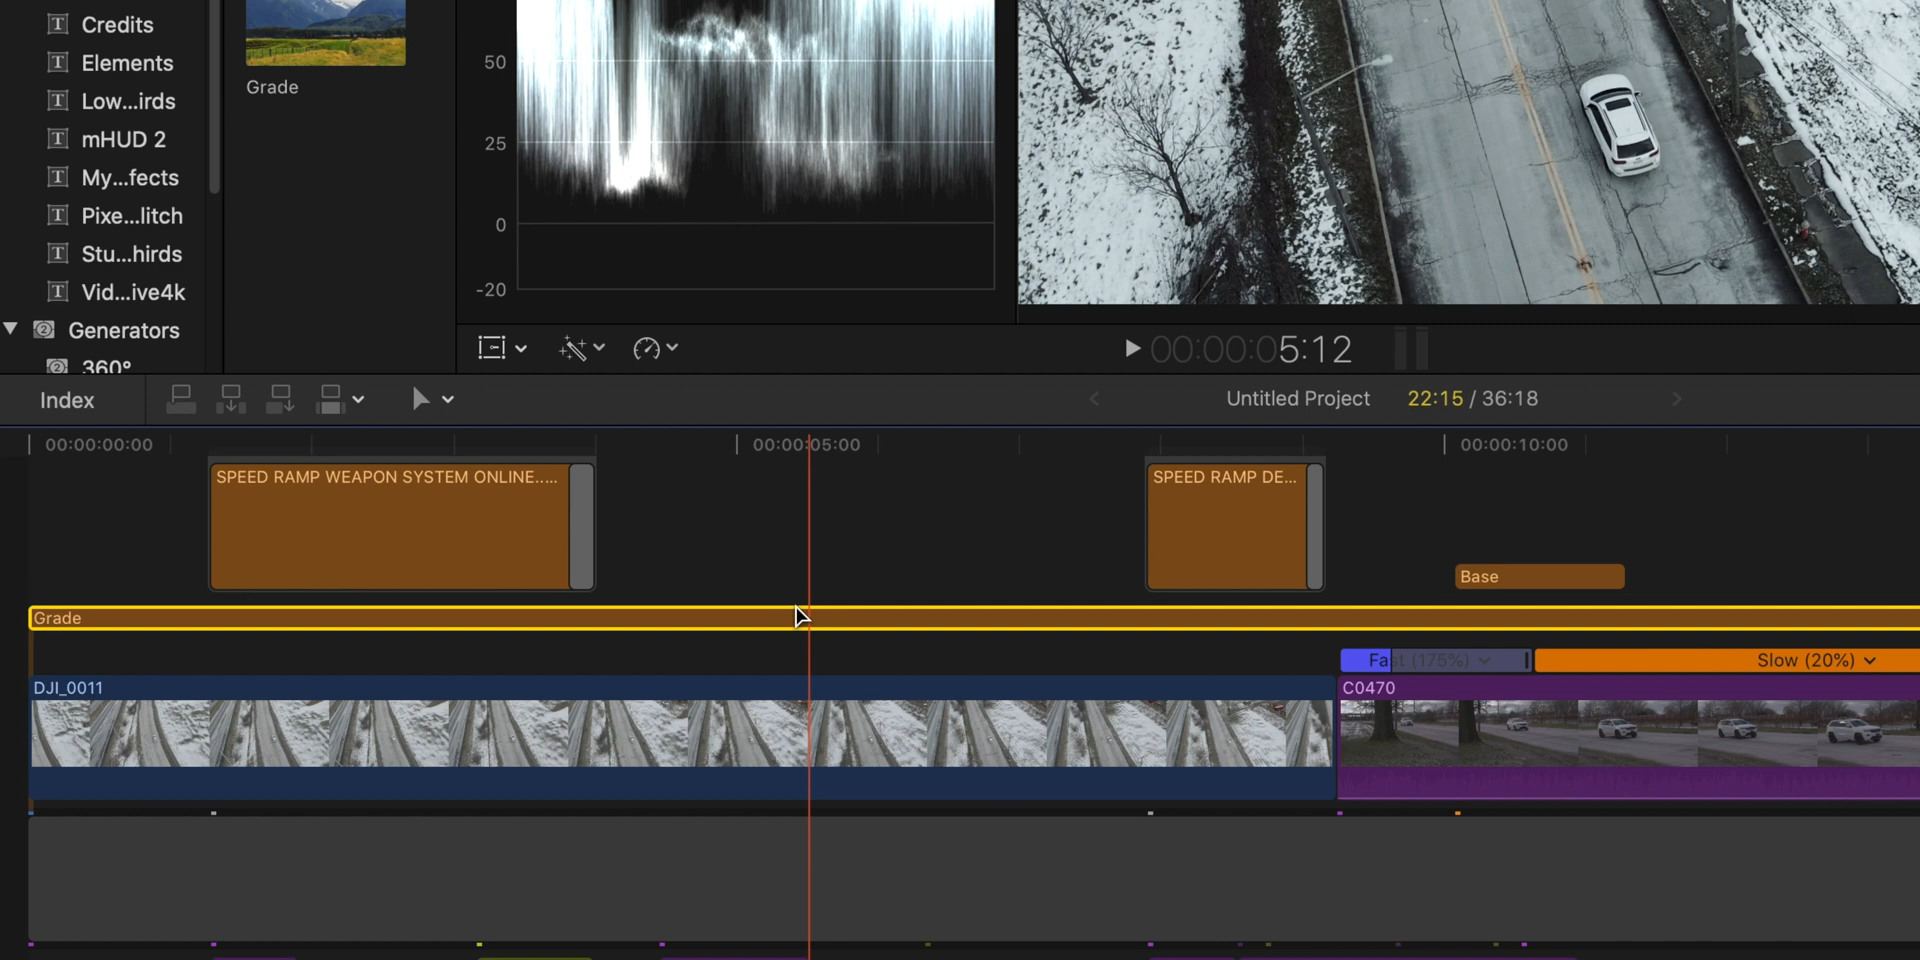 Credits
Elements
Low...irds
mHUD 2
My...fects
Pixe...litch
Stu...hirds
Vid...ive4k
Generators
360°
Grade
50
25
0
-20
00:00:05:12
Index
Untitled Project
22:15 / 36:18
00:00:00:00
00:00:05:00
00:00:10:00
SPEED RAMP WEAPON SYSTEM ONLINE.....
SPEED RAMP DE...
Base
Grade
Fast (175%)
Slow (20%)
DJI_0011
C0470